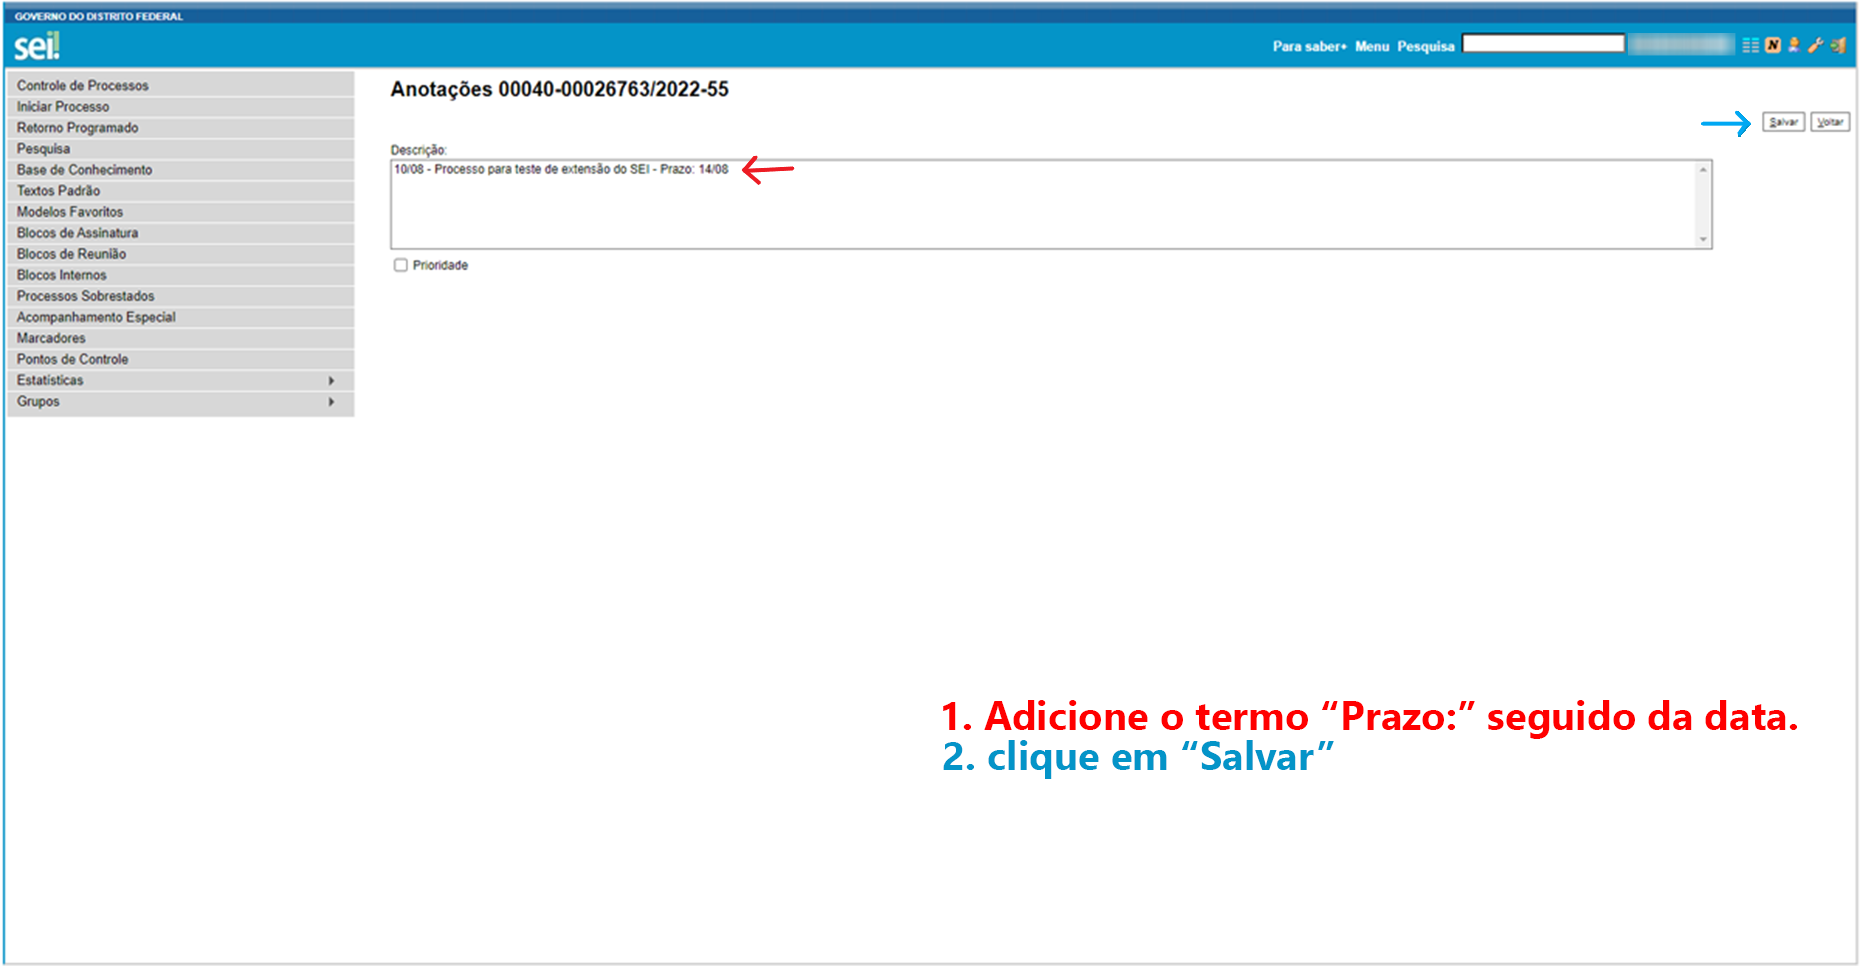 GOVERNO DO DISTRITO FEDERAL
sei!
Para saber+ Menu Pesquisa
N
Controle de Processos
Iniciar Processo
Retorno Programado
Pesquisa
Base de Conhecimento
Textos Padrão
Modelos Favoritos
Blocos de Assinatura
Blocos de Reunião
Blocos Internos
Processos Sobrestados
Acompanhamento Especial
Marcadores
Pontos de Controle
Estatísticas
Grupos
Anotações 00040-00026763/2022-55
Salvar Voltar
Descrição:
10/08 - Processo para teste de extensão do SEI - Prazo: 14/08
Prioridade
1. Adicione o termo “Prazo:” seguido da data.
2. clique em “Salvar”